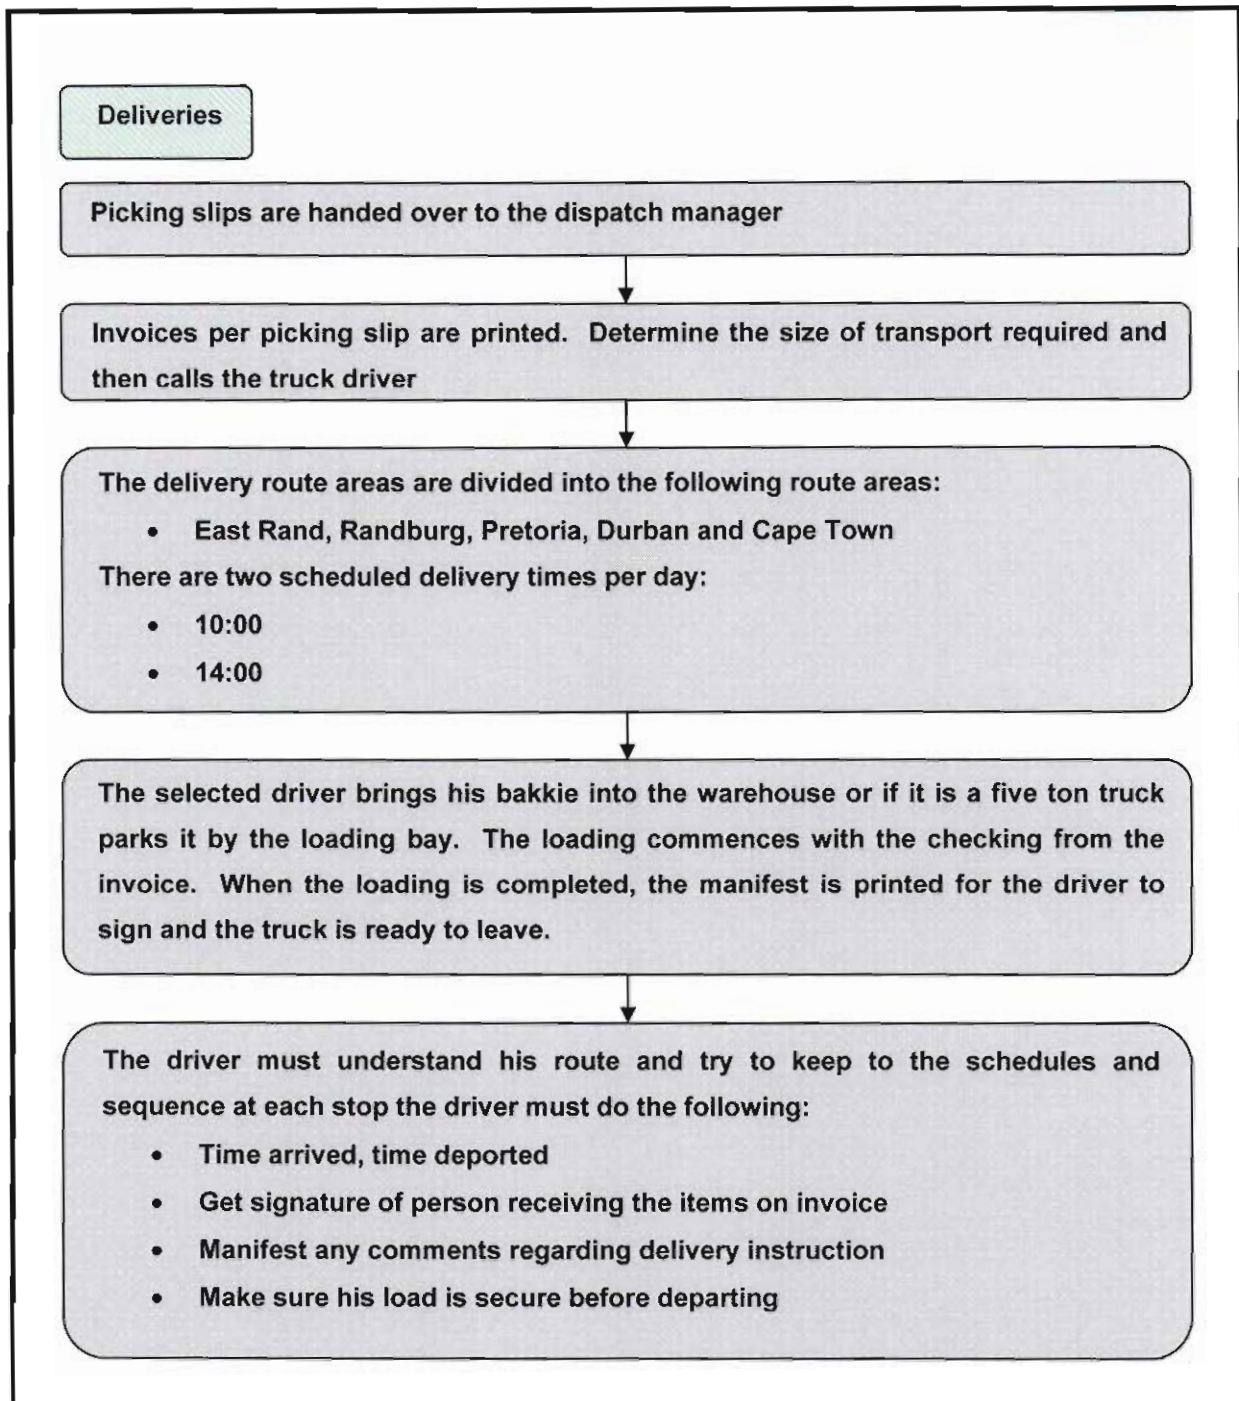 Deliveries
Picking slips are handed over to the dispatch manager
Invoices per picking slip are printed. Determine the size of transport required and
then calls the truck driver
The delivery route areas are divided into the following route areas:
• East Rand, Randburg, Pretoria, Durban and Cape Town
There are two scheduled delivery times per day:
• 10:00
• 14:00
The selected driver brings his bakkie into the warehouse or if it is a five ton truck
parks it by the loading bay. The loading commences with the checking from the
invoice. When the loading is completed, the manifest is printed for the driver to
sign and the truck is ready to leave.
The driver must understand his route and try to keep to the schedules and
sequence at each stop the driver must do the following:
• Time arrived, time deported
• Get signature of person receiving the items on invoice
• Manifest any comments regarding delivery instruction
• Make sure his load is secure before departing